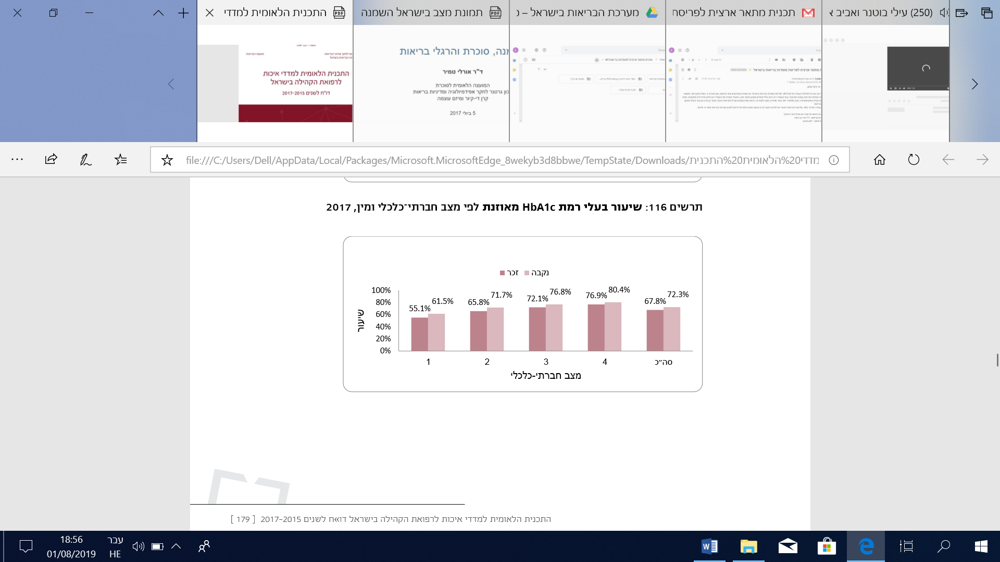 התכנית הלאומית למדדי
תמונת מצב בישראל השמנה
מערכת הבריאות בישראל –
תכנית מתאר ארצית לפריסת
(250) עילי בוטנר ואביב
התכנית הלאומית למדדי איכות
לרפואת הקהילה בישראל
דו"ח לשנים 2017-2015
סוכרת והרגלי בריאות
ד"ר אורלי טמיר
המועצה הלאומית לסוכרת
גרטנר לחקר אפידמיולוגיה ומדיניות בריאות
קרן די-קיור ומיזם עוצמה
5 ביולי 2017
file:///C:/Users/Dell/AppData/Local/Packages/Microsoft.MicrosoftEdge_8wekyb3d8bbwe/TempState/Downloads/התכנית%20הלאומית%20מדדי
תרשים 116: שיעור בעלי רמת HbA1c מאוזנת לפי מצב חברתי־כלכלי ומין, 2017
זכר נקבה
שיעור
100%
80%
60%
40%
20%
0%
55.1% 61.5% 65.8% 71.7% 72.1% 76.8% 76.9% 80.4% 67.8% 72.3%
1 2 3 4 סה״כ
מצב חברתי-כלכלי
התכנית הלאומית למדדי איכות לרפואת הקהילה בישראל דו»ח לשנים 2017-2015 [ 179 ]
18:56
01/08/2019
עבר
HE